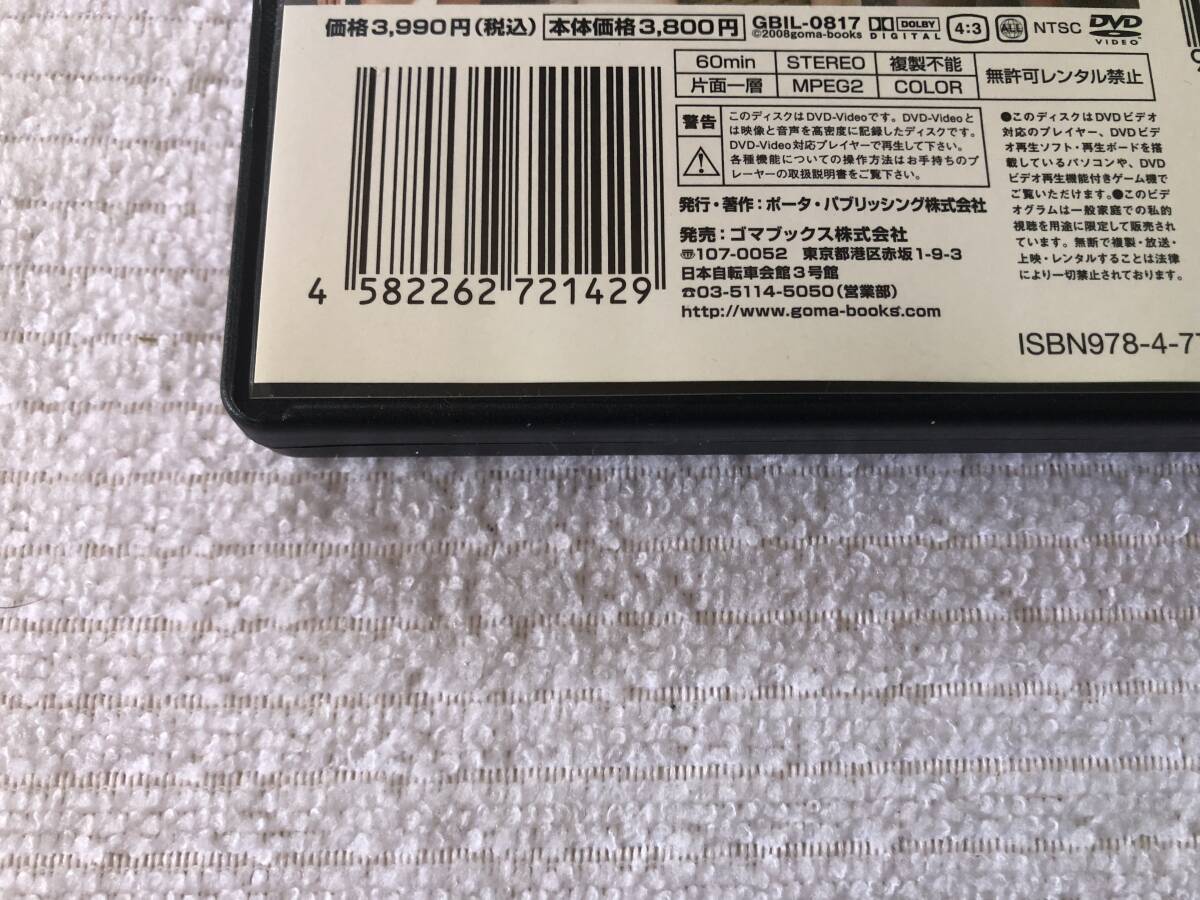 価格3,990円(税込) 本体価格3,800円 GBIL-0817
©2008goma-books
DOLBY DIGITAL 4:3 ALL NTSC DVD VIDEO
60min STEREO 複製不能
片面一層 MPEG2 COLOR
無許可レンタル禁止
警告
このディスクはDVD-Videoです。DVD-Videoと
は映像と音声を高密度に記録したディスクです。
DVD-Video対応プレイヤーで再生して下さい。
各種機能についての操作方法はお手持ちのプ
レーヤーの取扱説明書をご覧下さい。
●このディスクはDVDビデオ
対応のプレイヤー、DVDビデ
オ再生ソフト・再生ボードを搭
載しているパソコンや、DVD
ビデオ再生機能付きゲーム機で
ご覧いただけます。●このビデ
オグラムは一般家庭での私的
視聴を用途に限定して販売され
ています。無断で複製・放送・
上映・レンタルすることは法律
により一切禁止されております。
発行・著作：ポータ・パブリッシング株式会社
発売：ゴマブックス株式会社
〠107-0052 東京都港区赤坂1-9-3
日本自転車会館3号館
☎03-5114-5050(営業部)
http://www.goma-books.com
4 582262 721429
ISBN978-4-77